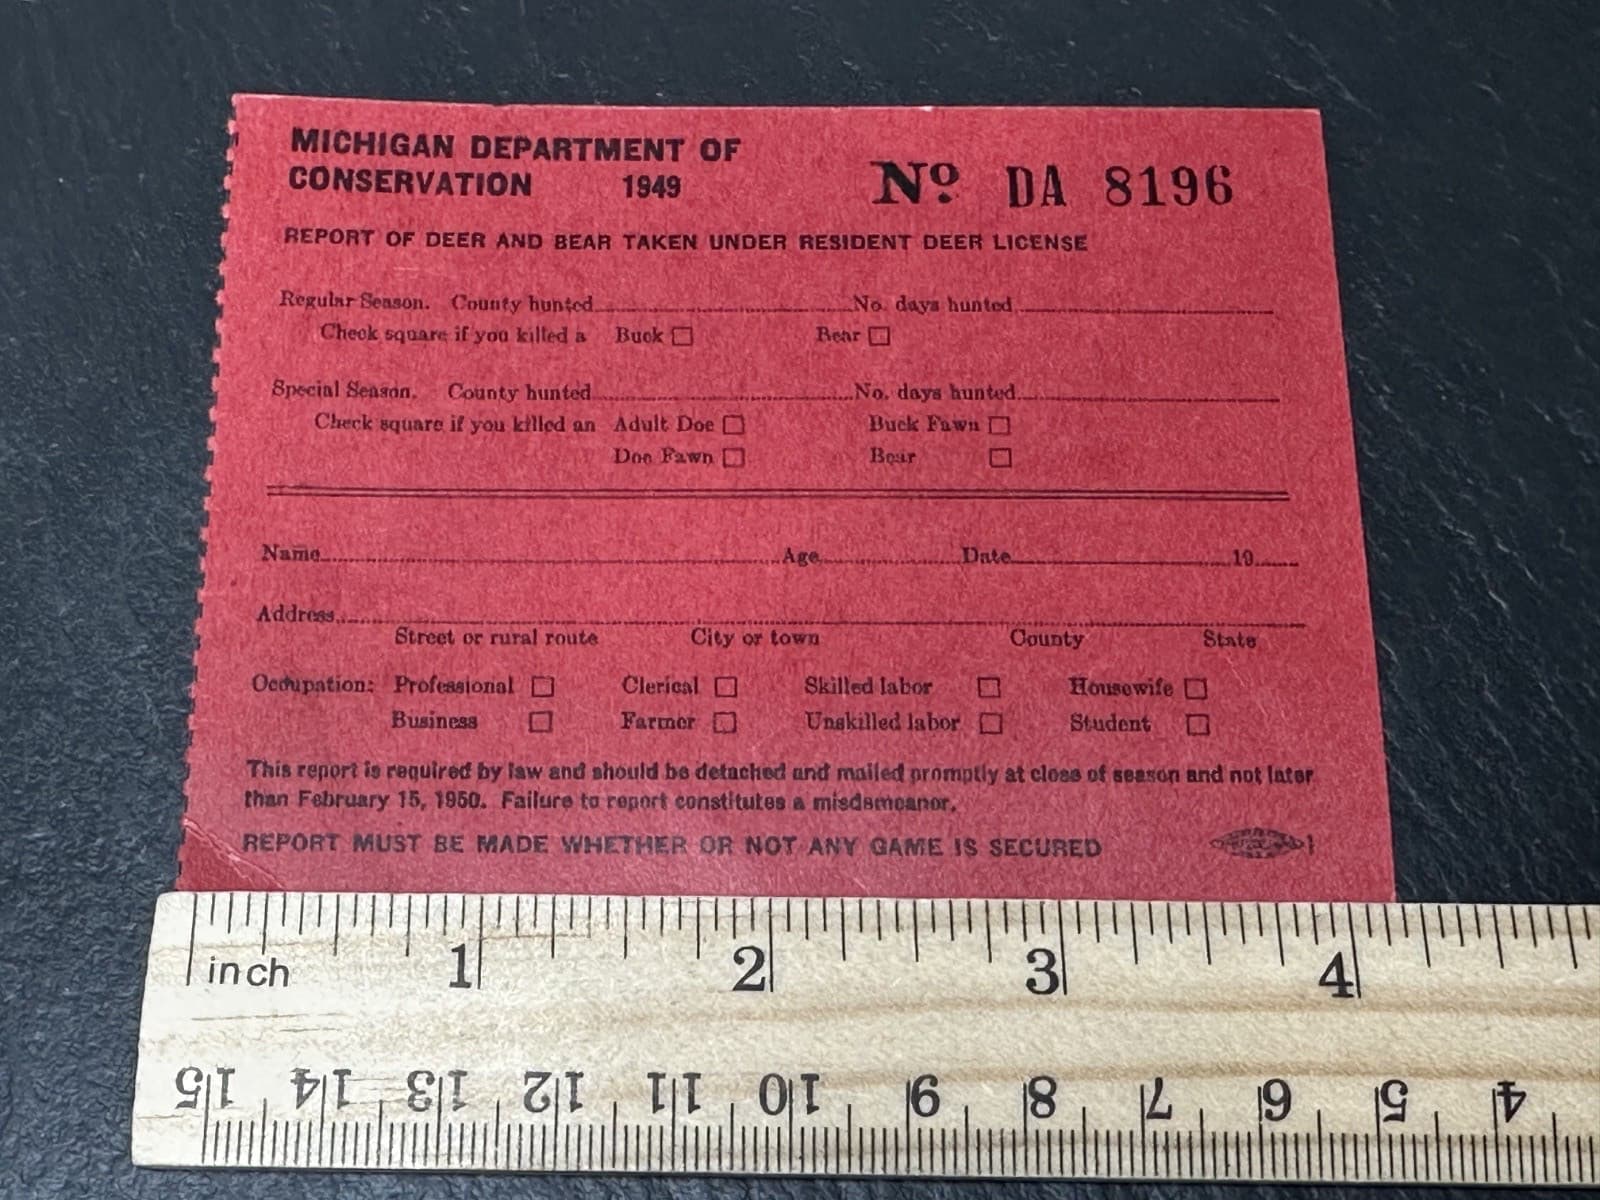 MICHIGAN DEPARTMENT OF
CONSERVATION 1949
No. DA 8196
REPORT OF DEER AND BEAR TAKEN UNDER RESIDENT DEER LICENSE
Regular Season. County hunted No. days hunted
Check square if you killed a Buck Bear
Special Season. County hunted No. days hunted
Check square if you killed an Adult Doe Buck Fawn
Doe Fawn Bear
Name Age Date 19
Address
Street or rural route City or town County State
Occupation: Professional Clerical Skilled labor Housewife
Business Farmer Unskilled labor Student
This report is required by law and should be detached and mailed promptly at close of season and not later
than February 15, 1950. Failure to report constitutes a misdemeanor.
REPORT MUST BE MADE WHETHER OR NOT ANY GAME IS SECURED
inch 1 2 3 4
15 14 13 12 11 10 9 8 7 6 5 4